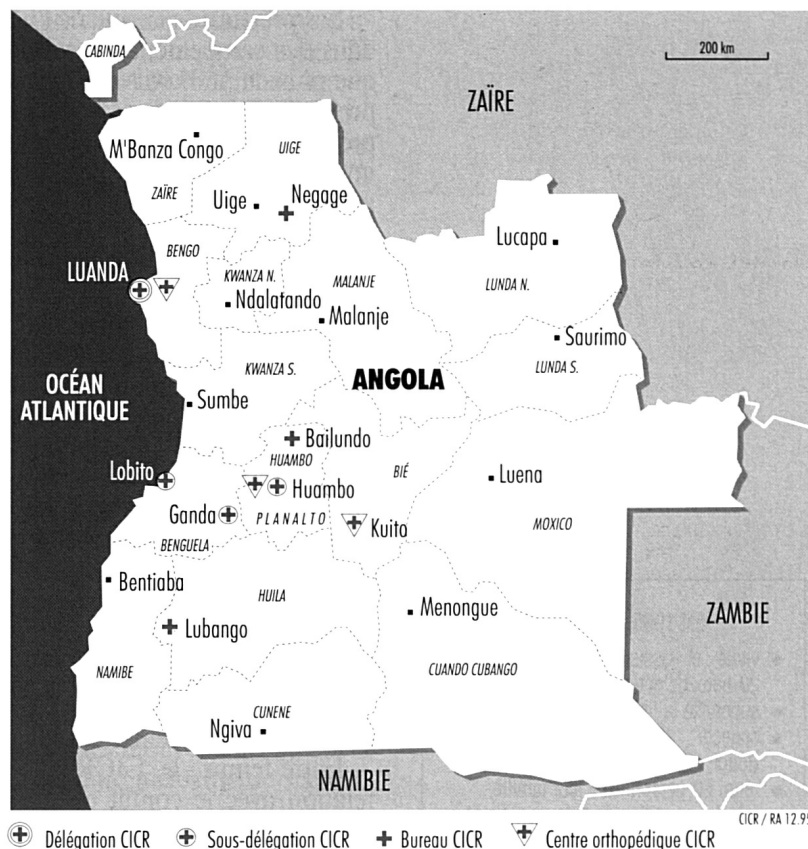 CABINDA
200 km
ZAÏRE
M'Banza Congo
UIGE
ZAÏRE
Uige
Negage
Lucapa
BENGO
LUANDA
KWANZA N.
MALANJE
LUNDA N.
Ndalatando
Malanje
Saurimo
KWANZA S.
ANGOLA
LUNDA S.
OCÉAN
ATLANTIQUE
Sumbe
Bailundo
HUAMBO
BIÉ
Lobito
Huambo
Luena
Ganda
PLANALTO
Kuito
MOXICO
BENGUELA
Bentiaba
HUILA
Menongue
ZAMBIE
Lubango
NAMIBE
CUANDO CUBANGO
CUNENE
Ngiva
NAMIBIE
CICR / RA 12.95
Délégation CICR
Sous-délégation CICR
Bureau CICR
Centre orthopédique CICR